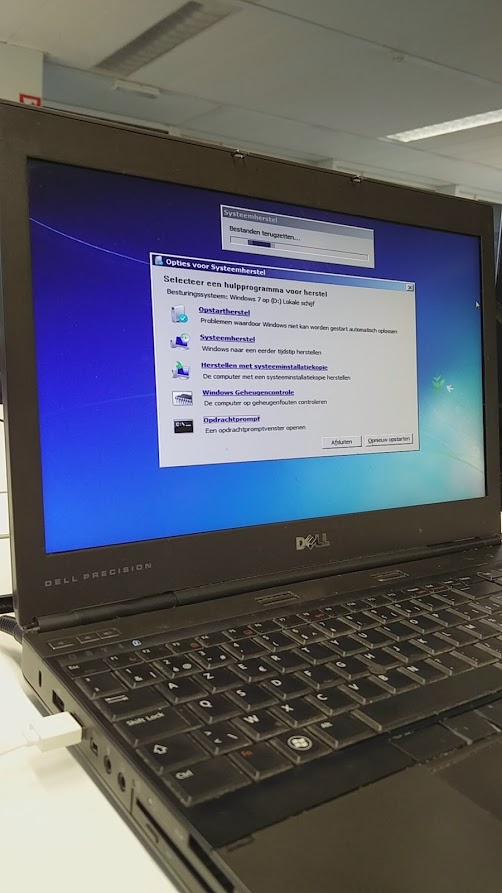 Systeemherstel
Bestanden terugzetten...
Opties voor Systeemherstel
Selecteer een hulpprogramma voor herstel
Besturingssysteem: Windows 7 op (D:) Lokale schijf
Opstartherstel
Problemen waardoor Windows niet kan worden gestart automatisch oplossen
Systeemherstel
Windows naar een eerder tijdstip herstellen
Herstellen met systeeminstallatiekopie
De computer met een systeeminstallatiekopie herstellen
Windows Geheugencontrole
De computer op geheugenfouten controleren
Opdrachtprompt
Een opdrachtpromptvenster openen
Afsluiten
Opnieuw opstarten
DELL
DELL PRECISION
Esc
A Z E R T Y
Shift Lock
Q S D F G
W X C V B N
Ctrl
Fn
Alt